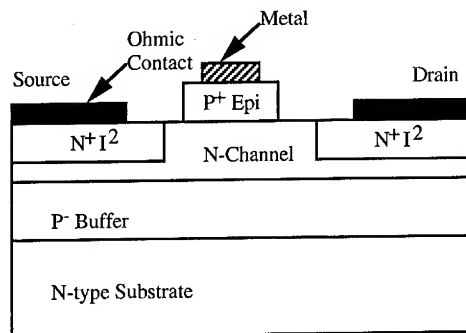 Metal
Ohmic
Contact
Source
Drain
P+ Epi
N+I2
N+I2
N-Channel
P- Buffer
N-type Substrate